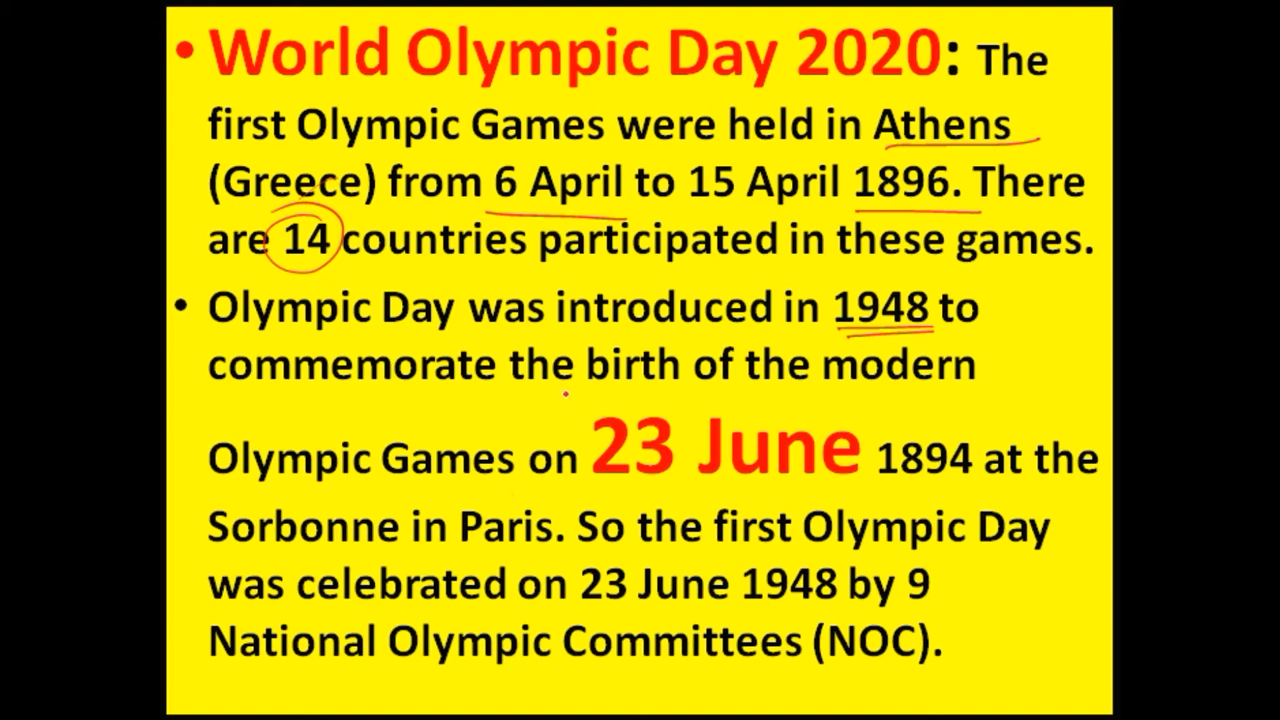 • World Olympic Day 2020: The
first Olympic Games were held in Athens
(Greece) from 6 April to 15 April 1896. There
are 14 countries participated in these games.
• Olympic Day was introduced in 1948 to
commemorate the birth of the modern
Olympic Games on 23 June 1894 at the
Sorbonne in Paris. So the first Olympic Day
was celebrated on 23 June 1948 by 9
National Olympic Committees (NOC).